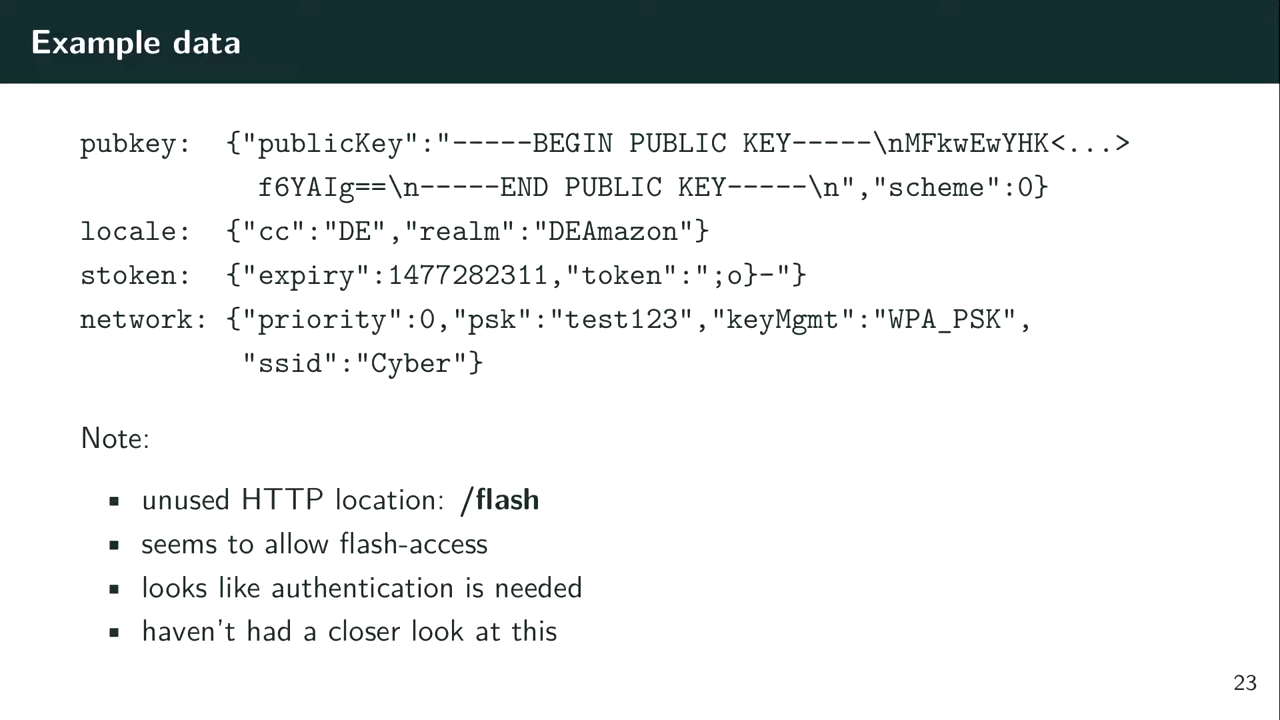 Example data
pubkey: {"publicKey":"-----BEGIN PUBLIC KEY-----\nMFkwEwYHK<...>
f6YAIg==\n-----END PUBLIC KEY-----\n","scheme":0}
locale: {"cc":"DE","realm":"DEAmazon"}
stoken: {"expiry":1477282311,"token":";o}-"}
network: {"priority":0,"psk":"test123","keyMgmt":"WPA_PSK",
"ssid":"Cyber"}
Note:
▪ unused HTTP location: /flash
▪ seems to allow flash-access
▪ looks like authentication is needed
▪ haven't had a closer look at this
23